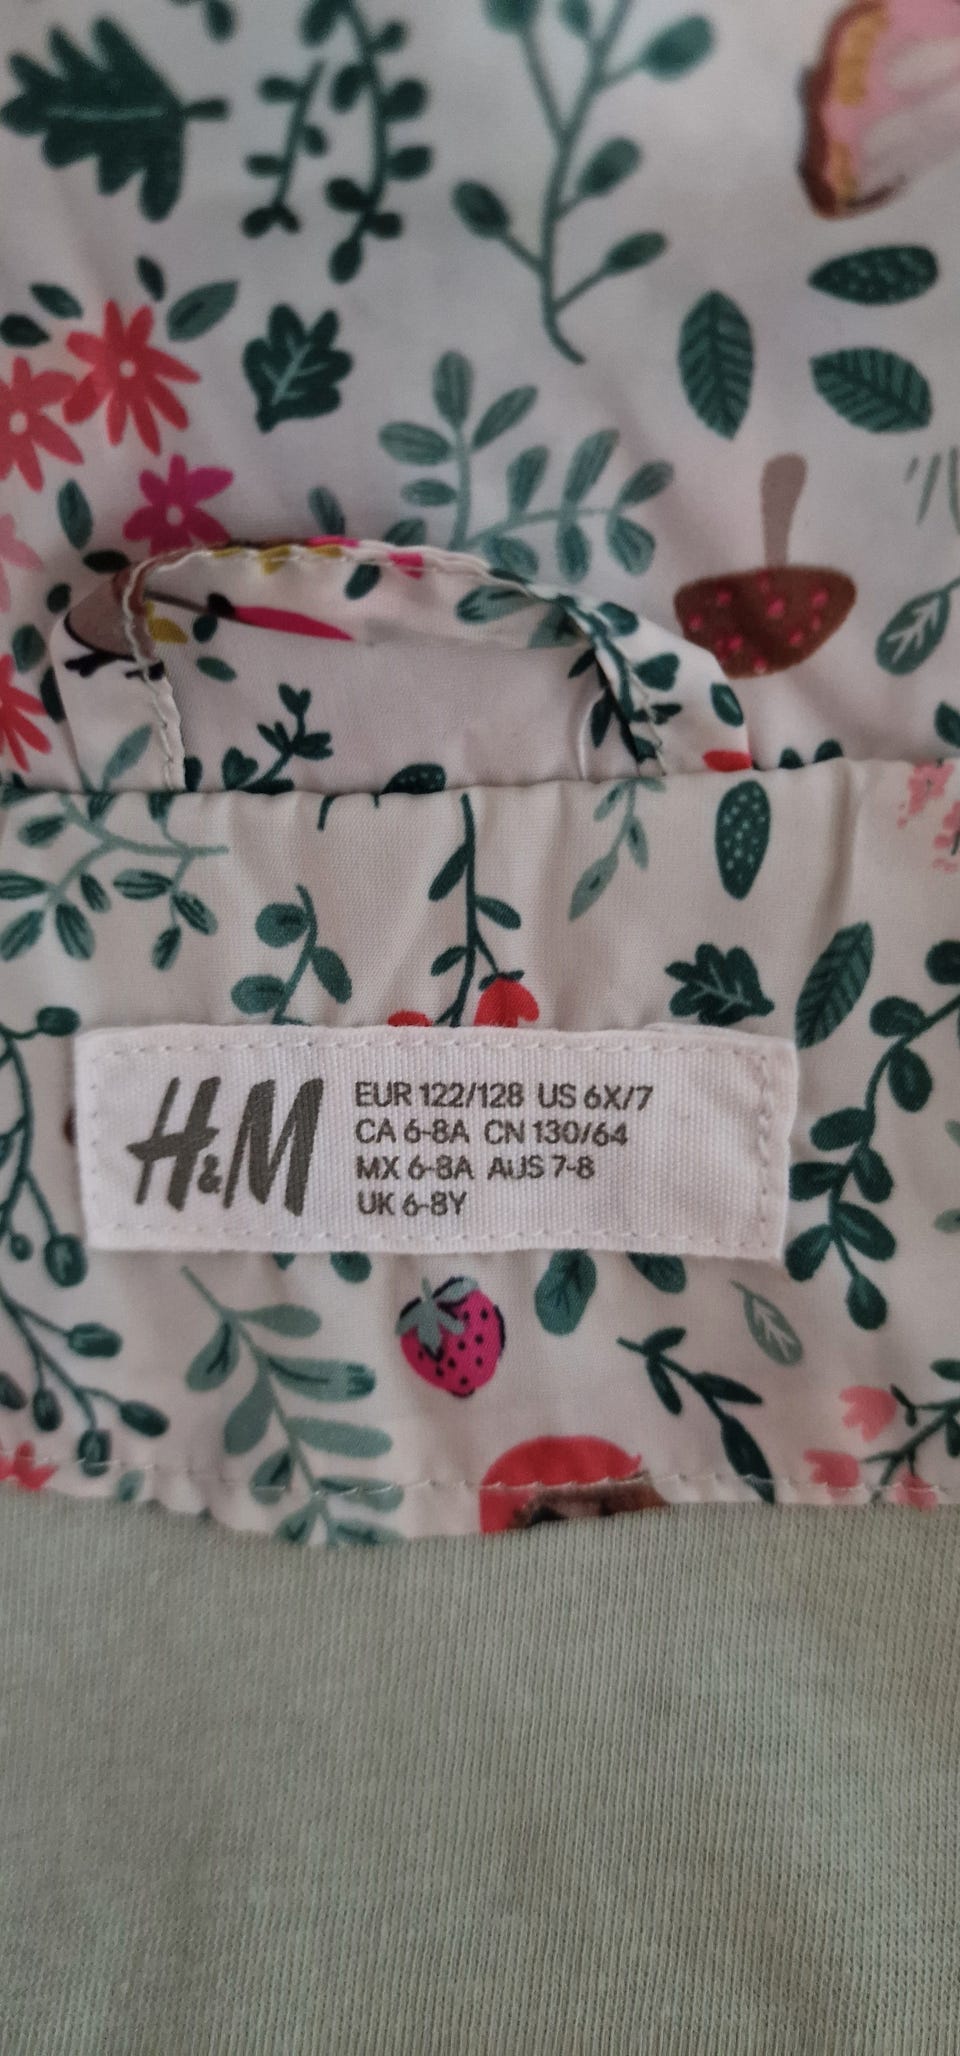 H&M
EUR 122/128 US 6X/7
CA 6-8A CN 130/64
MX 6-8A AUS 7-8
UK 6-8Y